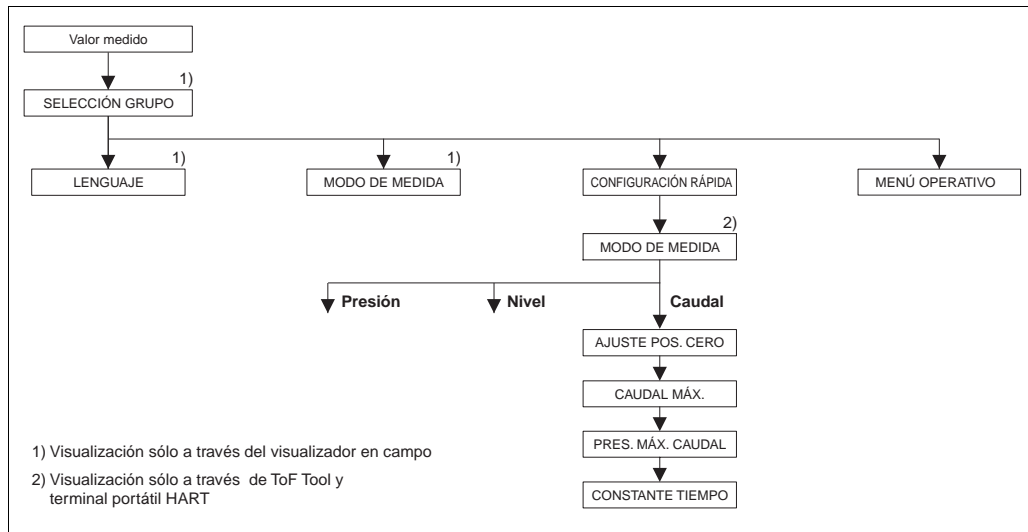 Valor medido
1)
SELECCIÓN GRUPO
1)
1)
LENGUAJE
MODO DE MEDIDA
CONFIGURACIÓN RÁPIDA
MENÚ OPERATIVO
2)
MODO DE MEDIDA
Presión
Nivel
Caudal
AJUSTE POS. CERO
CAUDAL MÁX.
PRES. MÁX. CAUDAL
CONSTANTE TIEMPO
1) Visualización sólo a través del visualizador en campo
2) Visualización sólo a través de ToF Tool y
terminal portátil HART